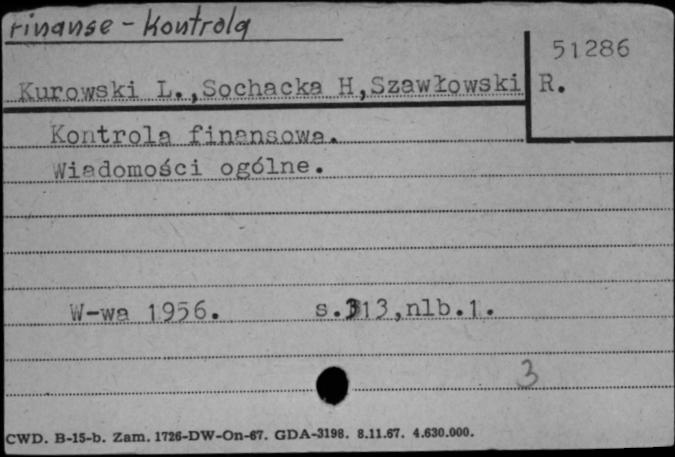 Finanse - Kontrola
51286
Kurowski L.,Sochacka H,Szawłowski R.
Kontrola finansowa.
Wiadomości ogólne.
W-wa 1956. s.313,nlb.1.
3
CWD. B-15-b. Zam. 1726-DW-On-67. GDA-3198. 8.11.67. 4.630.000.